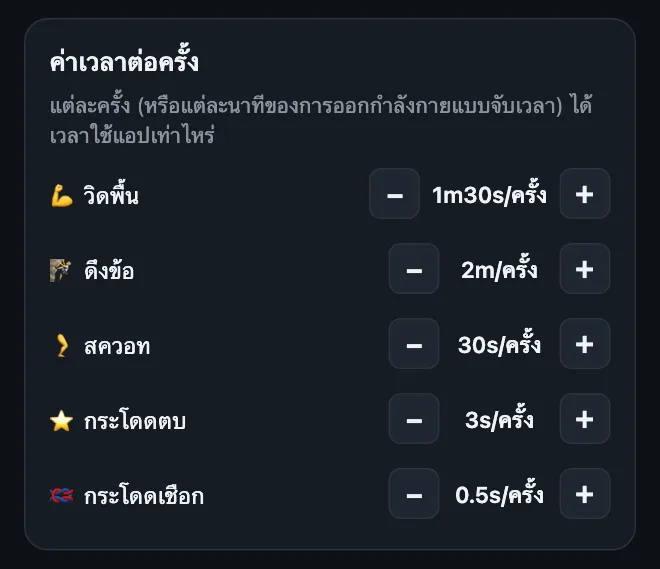 ค่าเวลาต่อครั้ง
แต่ละครั้ง (หรือแต่ละนาทีของการออกกำลังกายแบบจับเวลา) ได้
เวลาใช้แอปเท่าไหร่
💪 วิดพื้น − 1m30s/ครั้ง +
🧗 ดึงข้อ − 2m/ครั้ง +
🦵 สควอท − 30s/ครั้ง +
⭐ กระโดดตบ − 3s/ครั้ง +
🪢 กระโดดเชือก − 0.5s/ครั้ง +